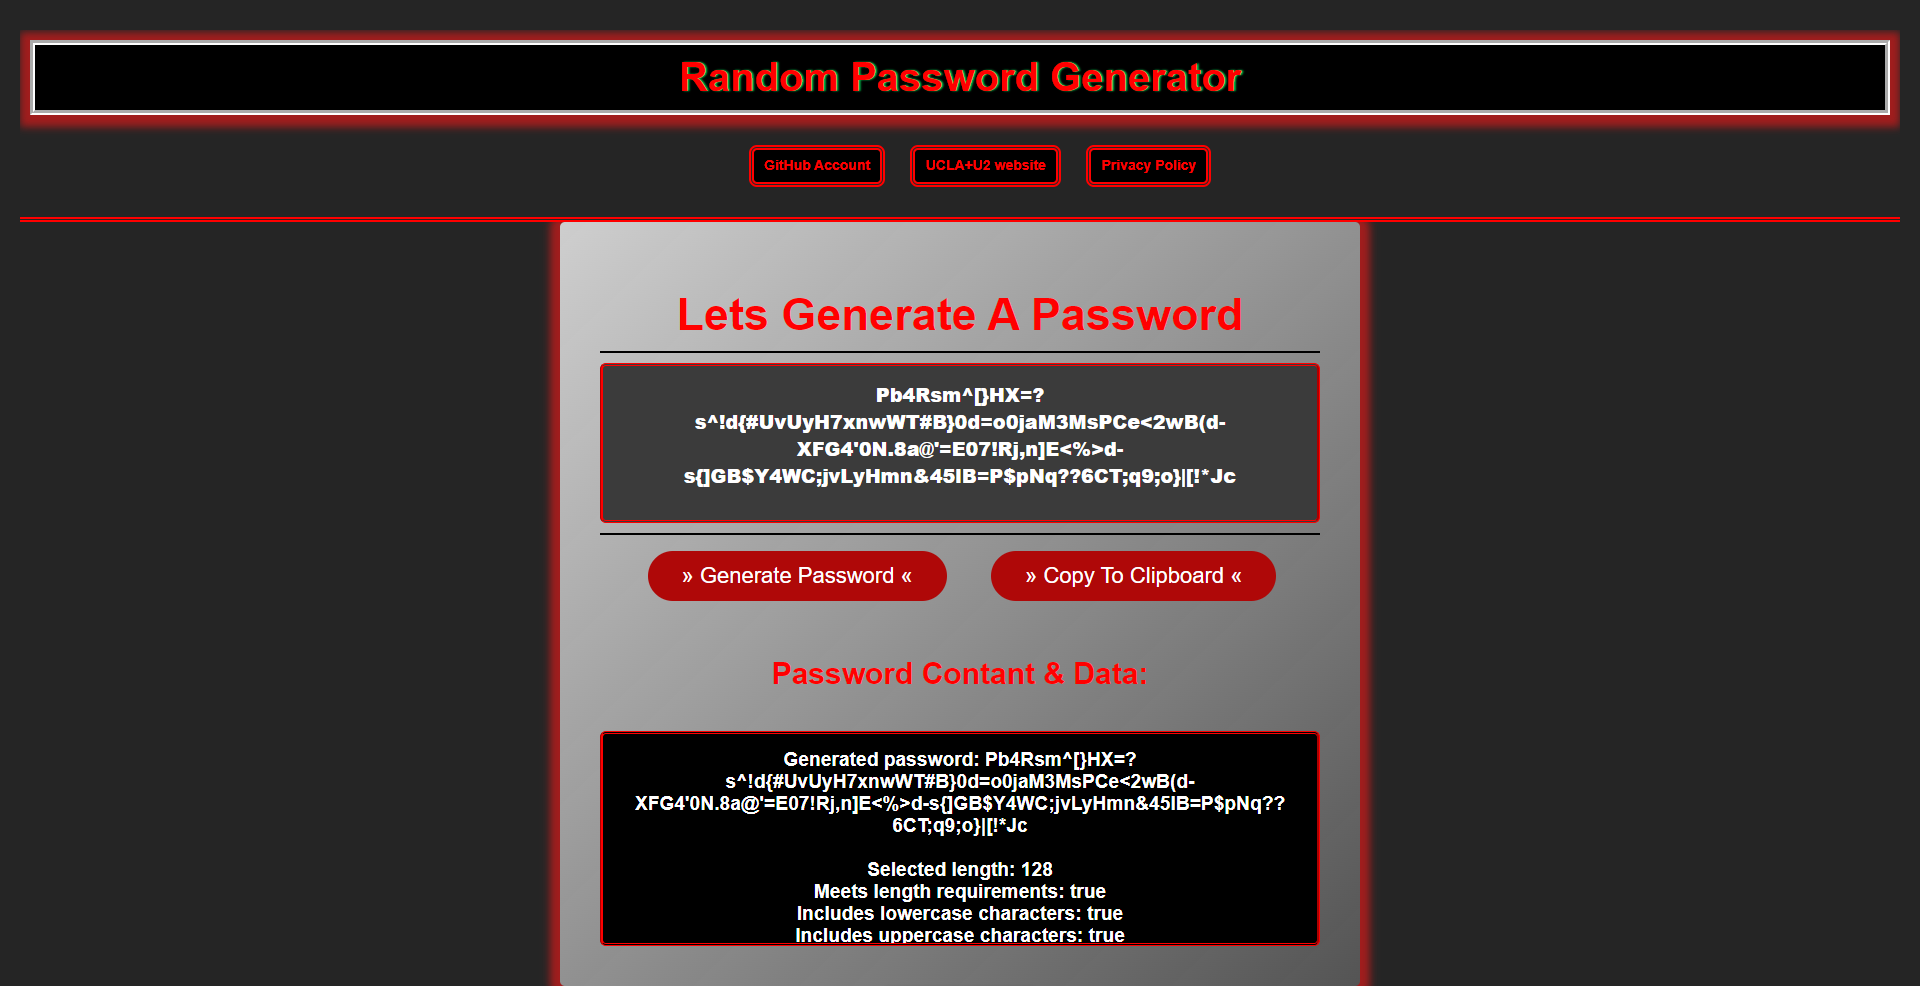 Random Password Generator
GitHub Account
UCLA+U2 website
Privacy Policy
Lets Generate A Password
Pb4Rsm^[}HX=?
s^!d{#UvUyH7xnwWT#B}0d=o0jaM3MsPCe<2wB(d-
XFG4'0N.8a@'=E07!Rj,n]E<%>d-
s{]GB$Y4WC;jvLyHmn&45IB=P$pNq??6CT;q9;o}|[!*Jc
» Generate Password «
» Copy To Clipboard «
Password Contant & Data:
Generated password: Pb4Rsm^[}HX=?
s^!d{#UvUyH7xnwWT#B}0d=o0jaM3MsPCe<2wB(d-
XFG4'0N.8a@'=E07!Rj,n]E<%>d-s{]GB$Y4WC;jvLyHmn&45IB=P$pNq??
6CT;q9;o}|[!*Jc
Selected length: 128
Meets length requirements: true
Includes lowercase characters: true
Includes uppercase characters: true